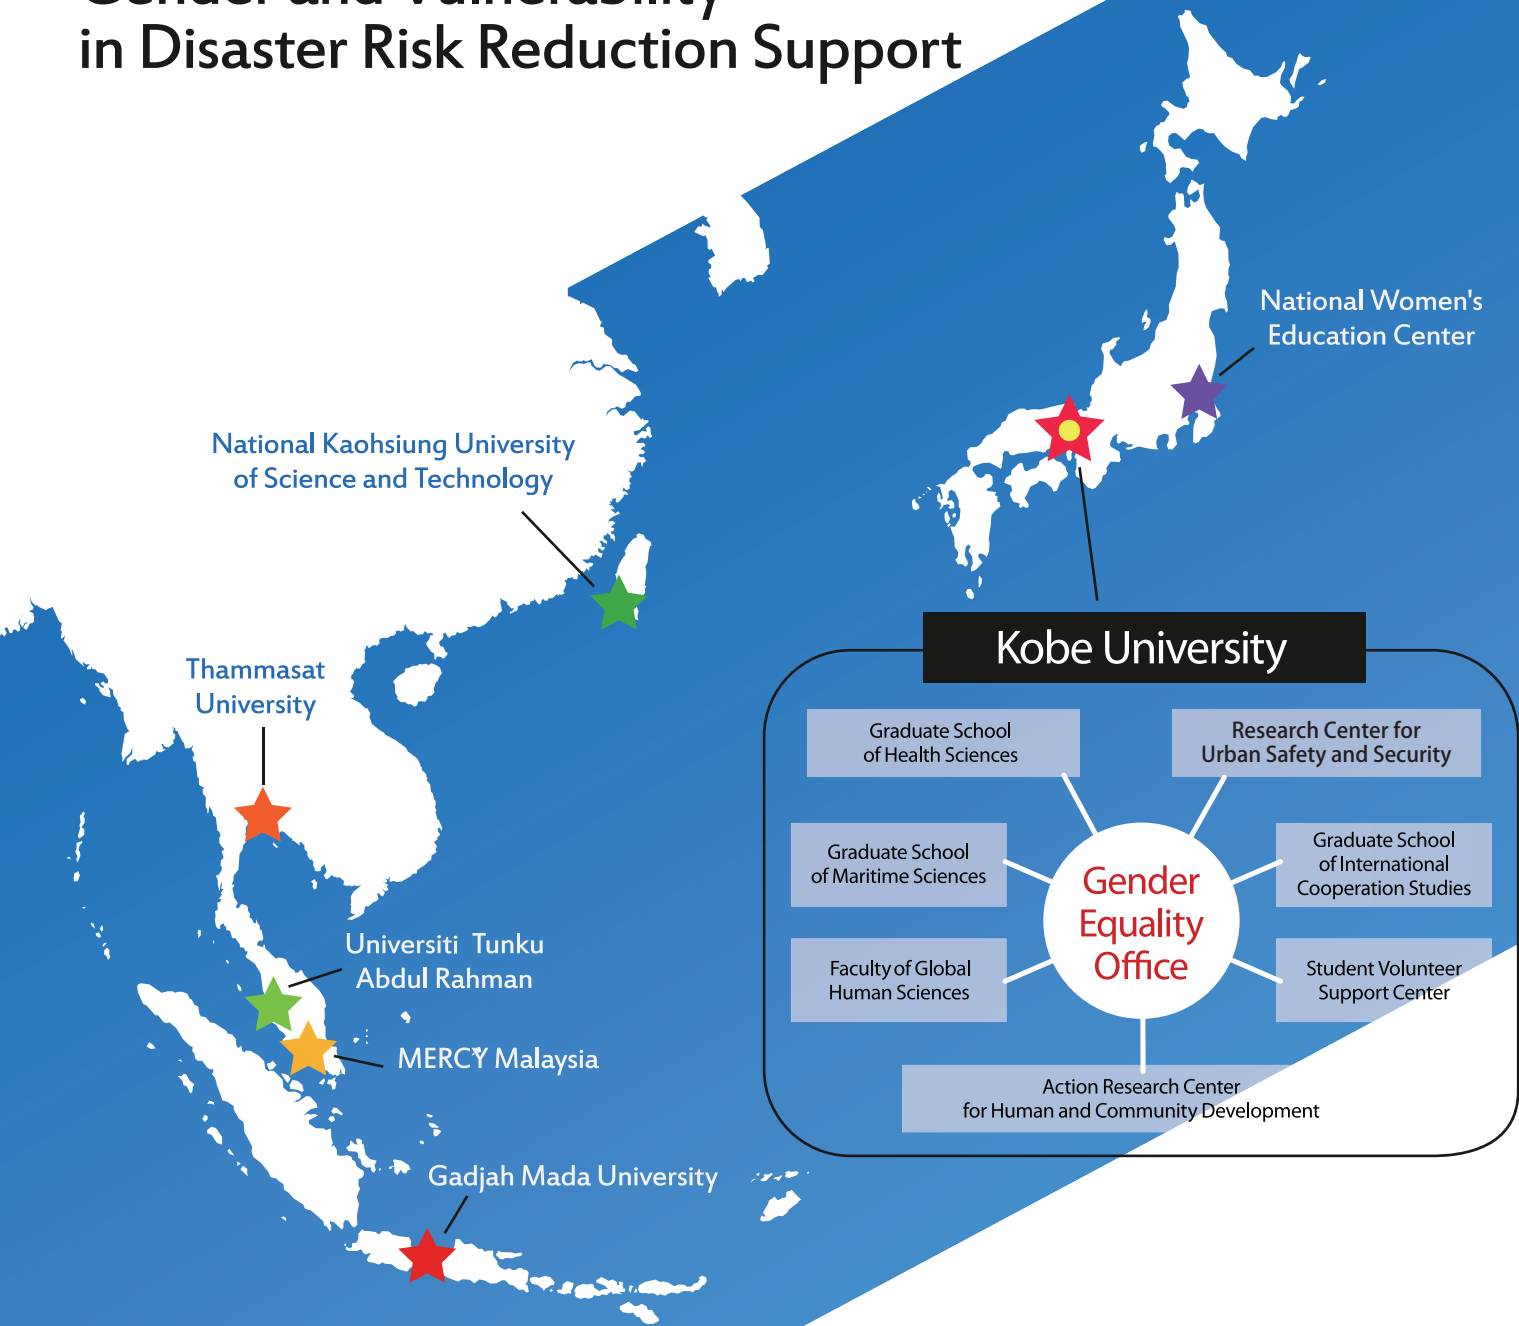 Gender and Vulnerability
in Disaster Risk Reduction Support
National Women's
Education Center
National Kaohsiung University
of Science and Technology
Thammasat
University
Universiti Tunku
Abdul Rahman
MERCY Malaysia
Gadjah Mada University
Kobe University
Graduate School
of Health Sciences
Research Center for
Urban Safety and Security
Graduate School
of Maritime Sciences
Graduate School
of International
Cooperation Studies
Gender
Equality
Office
Faculty of Global
Human Sciences
Student Volunteer
Support Center
Action Research Center
for Human and Community Development